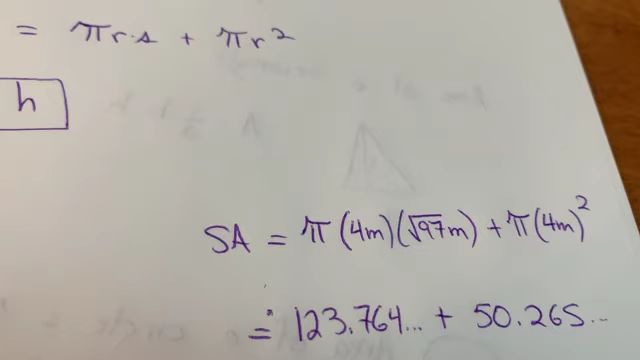 = πr·s + πr²
h
SA = π(4m)(√97m) + π(4m)²
= 123.764... + 50.265...